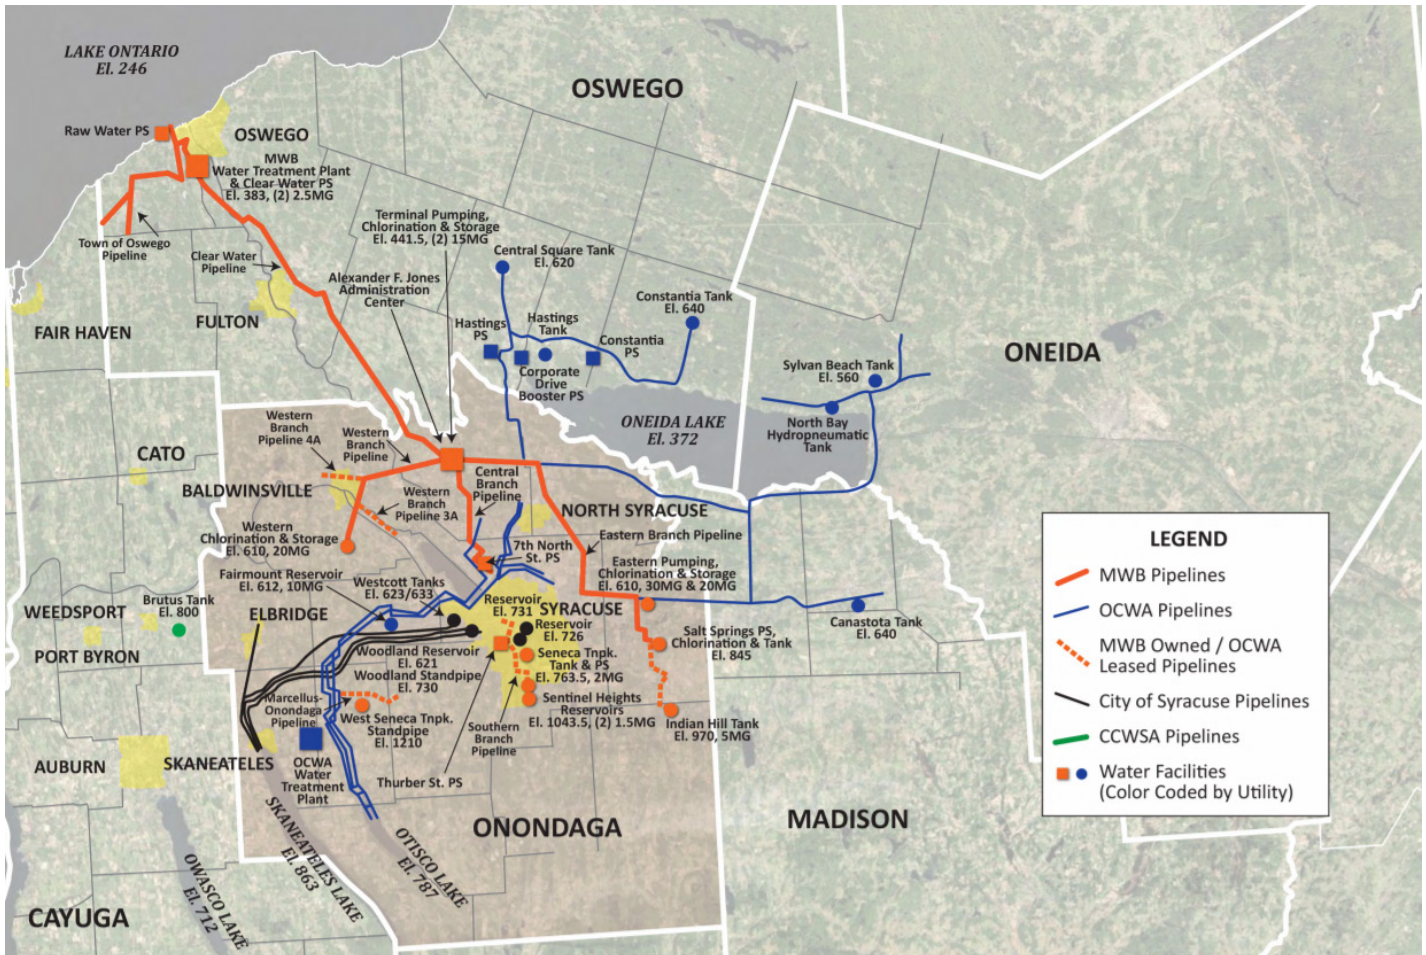 LAKE ONTARIO
El. 246
OSWEGO
Raw Water PS
OSWEGO
MWB
Water Treatment Plant
& Clear Water PS
El. 383, (2) 2.5MG
Terminal Pumping,
Chlorination & Storage
El. 441.5, (2) 15MG
Town of Oswego
Pipeline
Clear Water
Pipeline
Central Square Tank
El. 620
Alexander F. Jones
Administration
Center
Constantia Tank
El. 640
FAIR HAVEN
FULTON
Hastings
PS
Hastings
Tank
Constantia
PS
ONEIDA
Corporate
Drive
Booster PS
Sylvan Beach Tank
El. 560
ONEIDA LAKE
El. 372
North Bay
Hydropneumatic
Tank
Western
Branch
Pipeline 4A
Western
Branch
Pipeline
CATO
BALDWINSVILLE
Central
Branch
Pipeline
Western
Branch
Pipeline 3A
NORTH SYRACUSE
Western
Chlorination & Storage
El. 610, 20MG
7th North
St. PS
Eastern Branch Pipeline
Eastern Pumping,
Chlorination & Storage
El. 610, 30MG & 20MG
Fairmount Reservoir
El. 612, 10MG
Westcott Tanks
El. 623/633
WEEDSPORT
Brutus Tank
El. 800
ELBRIDGE
Reservoir
El. 731
SYRACUSE
Reservoir
El. 726
Canastota Tank
El. 640
PORT BYRON
Woodland Reservoir
El. 621
Woodland Standpipe
El. 730
Seneca Tnpk.
Tank & PS
El. 763.5, 2MG
Salt Springs PS,
Chlorination & Tank
El. 845
Marcellus-
Onondaga
Pipeline
West Seneca Tnpk.
Standpipe
El. 1210
Southern
Branch
Pipeline
Sentinel Heights
Reservoirs
El. 1043.5, (2) 1.5MG
Indian Hill Tank
El. 970, 5MG
AUBURN
SKANEATELES
OCWA
Water
Treatment
Plant
Thurber St. PS
ONONDAGA
MADISON
SKANEATELES LAKE
El. 863
OTISCO LAKE
El. 787
OWASCO LAKE
El. 712
CAYUGA
LEGEND
MWB Pipelines
OCWA Pipelines
MWB Owned / OCWA
Leased Pipelines
City of Syracuse Pipelines
CCWSA Pipelines
Water Facilities
(Color Coded by Utility)